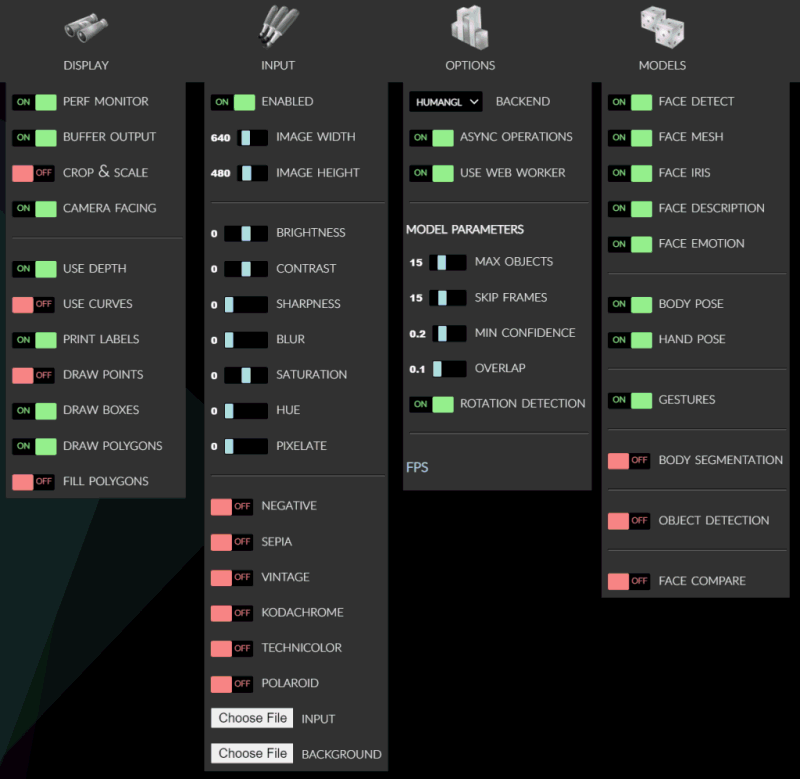 DISPLAY
ON PERF MONITOR
ON BUFFER OUTPUT
OFF CROP & SCALE
ON CAMERA FACING
ON USE DEPTH
OFF USE CURVES
ON PRINT LABELS
OFF DRAW POINTS
ON DRAW BOXES
ON DRAW POLYGONS
OFF FILL POLYGONS
INPUT
ON ENABLED
640 IMAGE WIDTH
480 IMAGE HEIGHT
0 BRIGHTNESS
0 CONTRAST
0 SHARPNESS
0 BLUR
0 SATURATION
0 HUE
0 PIXELATE
OFF NEGATIVE
OFF SEPIA
OFF VINTAGE
OFF KODACHROME
OFF TECHNICOLOR
OFF POLAROID
Choose File INPUT
Choose File BACKGROUND
OPTIONS
HUMANGL BACKEND
ON ASYNC OPERATIONS
ON USE WEB WORKER
MODEL PARAMETERS
15 MAX OBJECTS
15 SKIP FRAMES
0.2 MIN CONFIDENCE
0.1 OVERLAP
ON ROTATION DETECTION
FPS
MODELS
ON FACE DETECT
ON FACE MESH
ON FACE IRIS
ON FACE DESCRIPTION
ON FACE EMOTION
ON BODY POSE
ON HAND POSE
ON GESTURES
OFF BODY SEGMENTATION
OFF OBJECT DETECTION
OFF FACE COMPARE